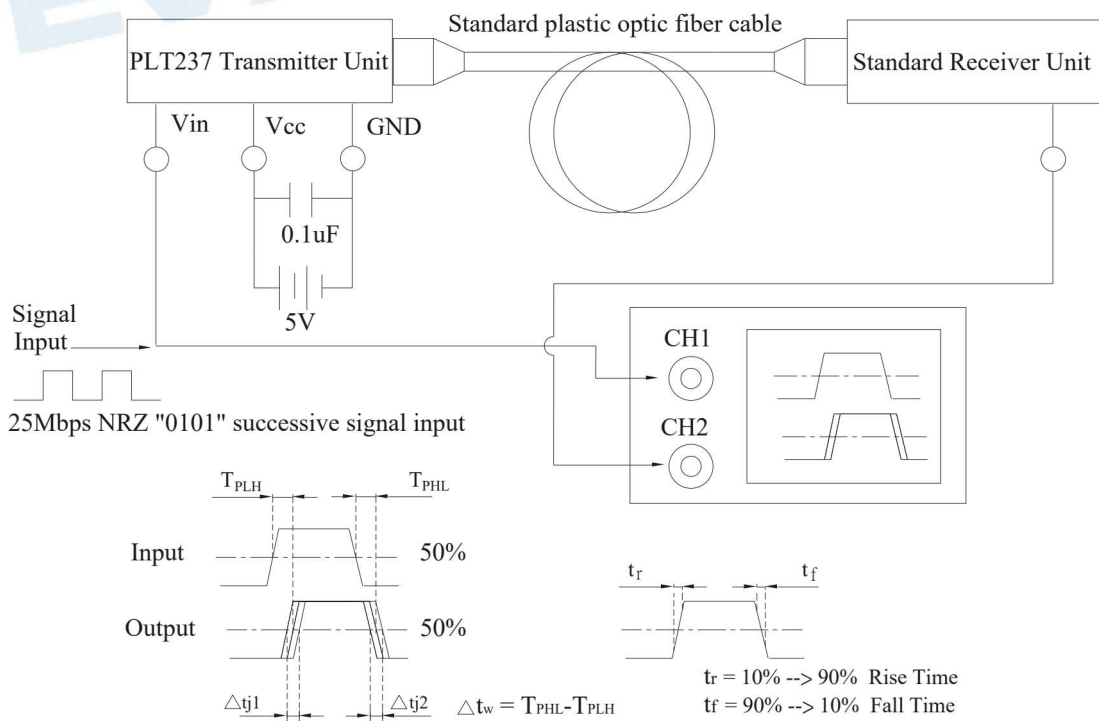 Standard plastic optic fiber cable
PLT237 Transmitter Unit
Standard Receiver Unit
Vin
Vcc
GND
0.1uF
5V
Signal
Input
25Mbps NRZ "0101" successive signal input
CH1
CH2
TPLH
TPHL
Input
50%
Output
50%
△tj1
△tj2
△tw = TPHL-TPLH
tr
tf
tr = 10% --> 90% Rise Time
tf = 90% --> 10% Fall Time